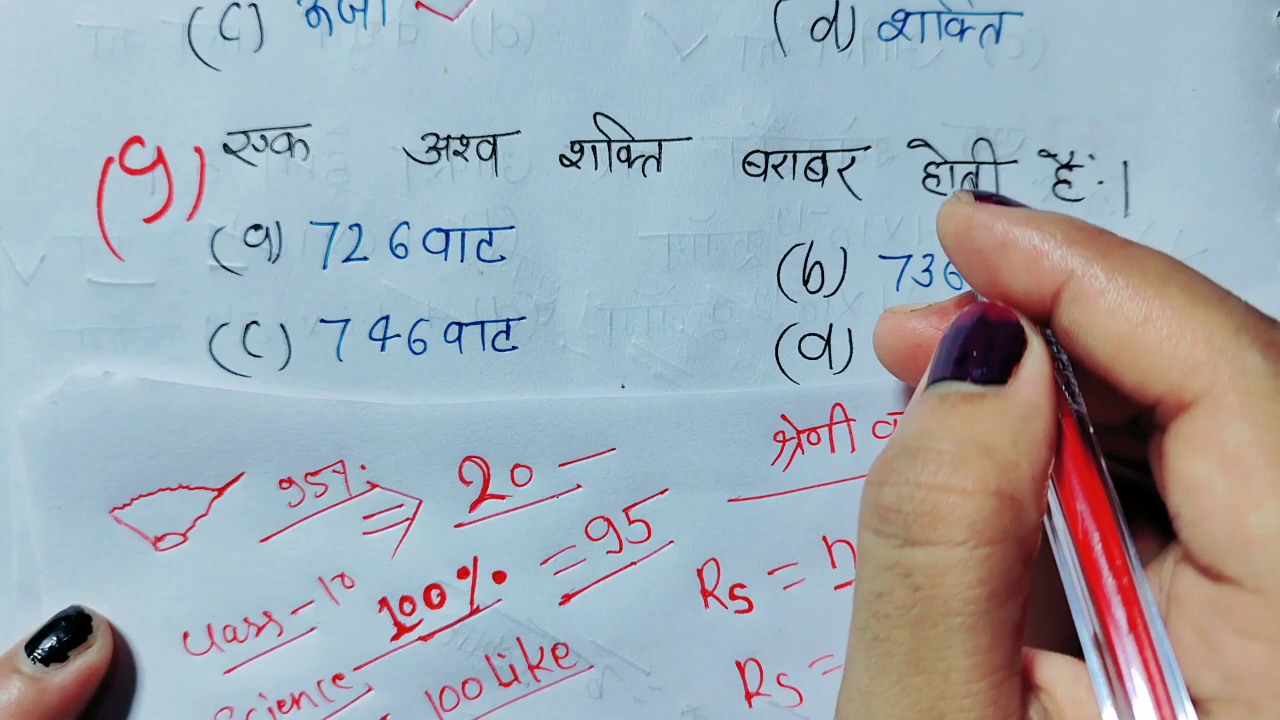 (c) ऊर्जा (d) शक्ति
(9) एक अश्व शक्ति बराबर होती हैं।
(a) 726 वाट (b) 736
(c) 746 वाट (d)
95%. ⇒ 20 — श्रेणी
class - 10 100% = 95 Rs = n
Science 100 like Rs =